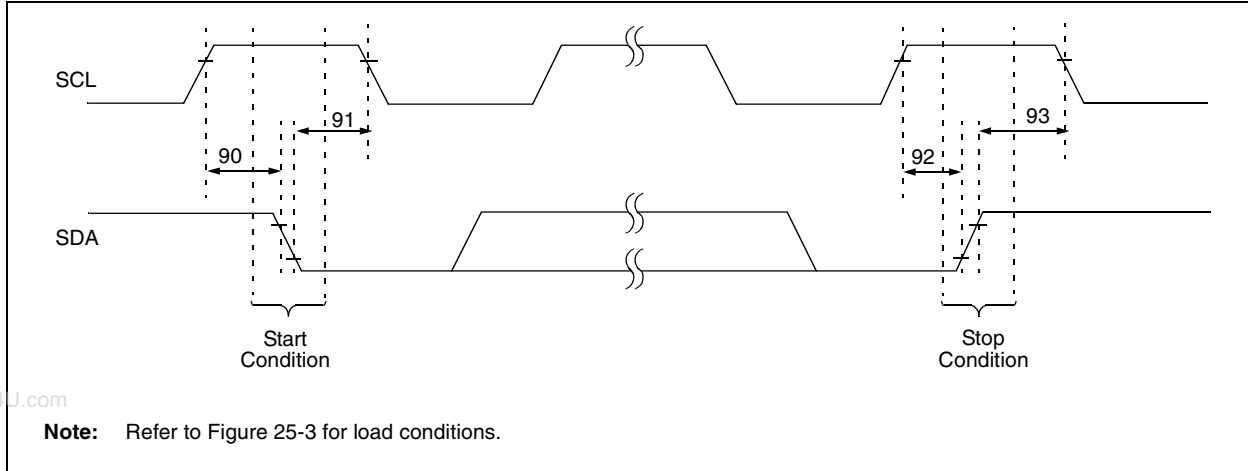 SCL
91
93
90
92
SDA
Start
Condition
Stop
Condition
U.com
Note: Refer to Figure 25-3 for load conditions.